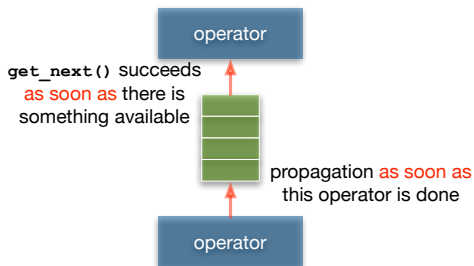 operator
get_next() succeeds
as soon as there is
something available
propagation as soon as
this operator is done
operator